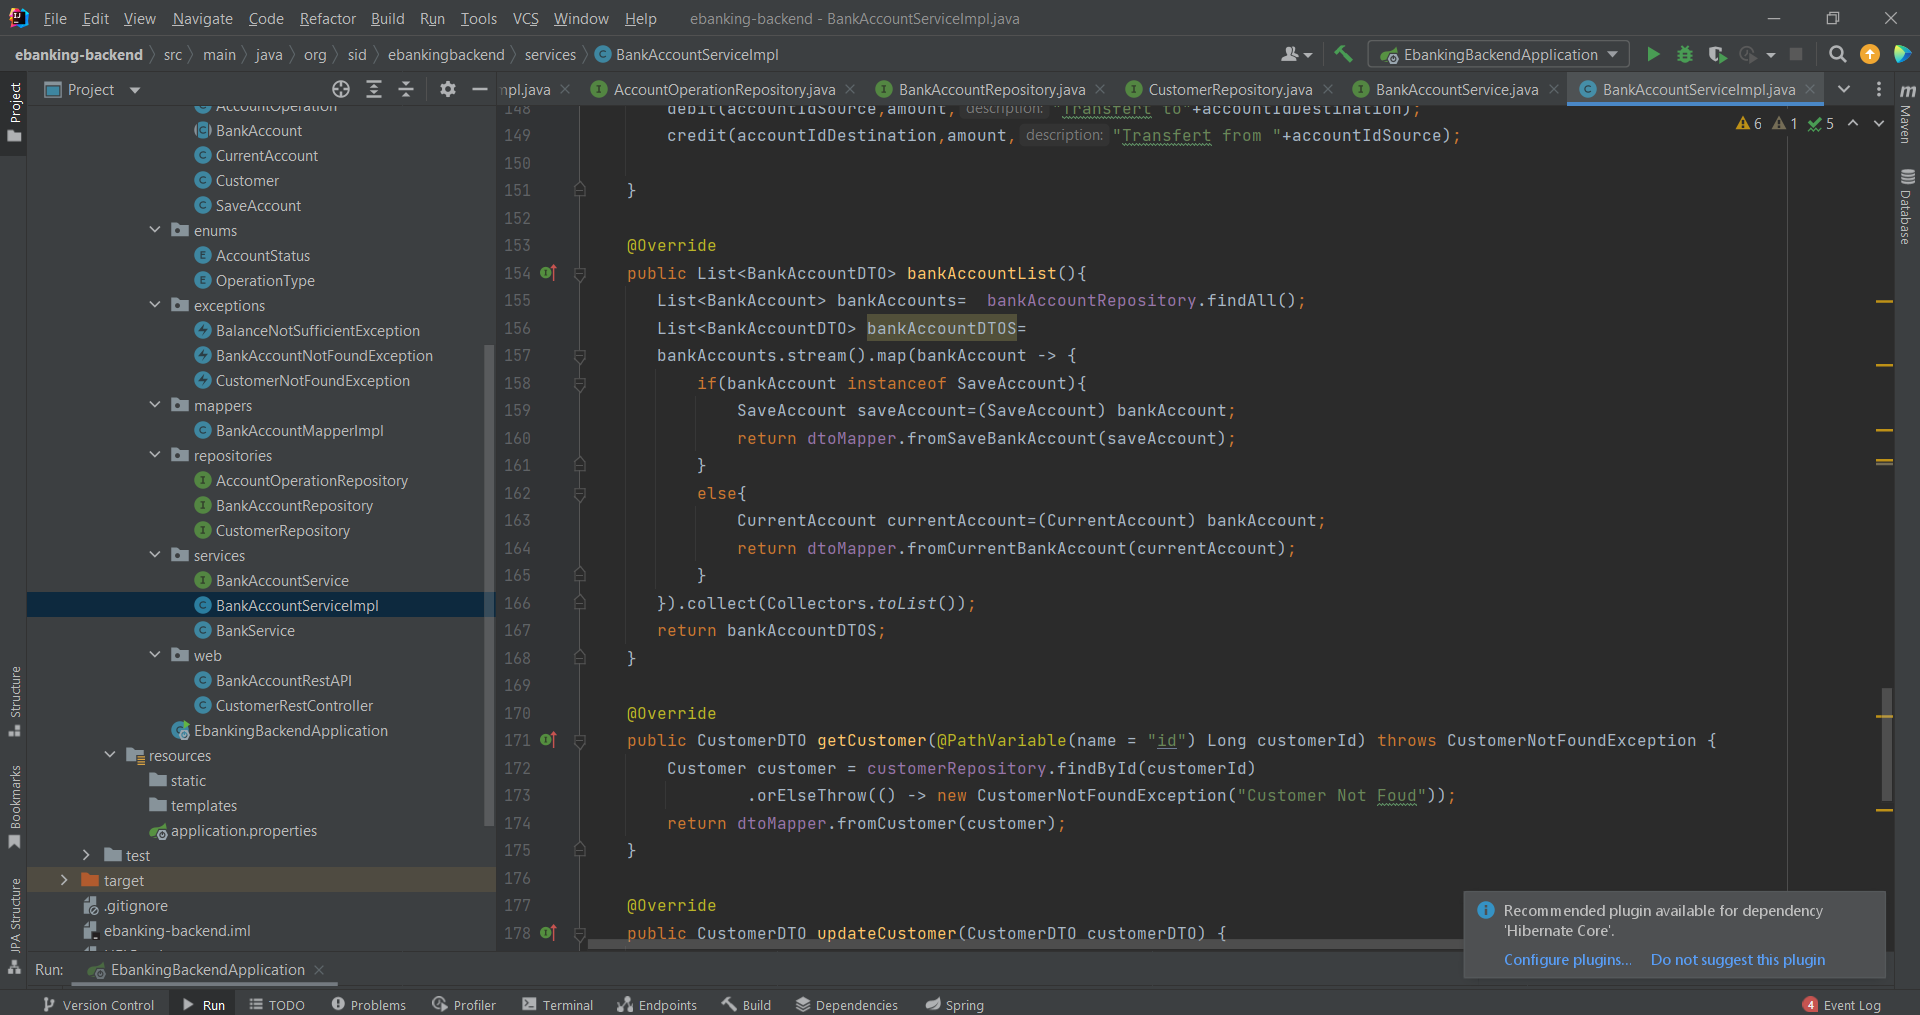 File Edit View Navigate Code Refactor Build Run Tools VCS Window Help ebanking-backend - BankAccountServiceImpl.java
ebanking-backend src main java org sid ebankingbackend services BankAccountServiceImpl EbankingBackendApplication
Project
mpl.java AccountOperationRepository.java BankAccountRepository.java CustomerRepository.java BankAccountService.java BankAccountServiceImpl.java
Project
AccountOperation
BankAccount
CurrentAccount
Customer
SaveAccount
enums
AccountStatus
OperationType
exceptions
BalanceNotSufficientException
BankAccountNotFoundException
CustomerNotFoundException
mappers
BankAccountMapperImpl
repositories
AccountOperationRepository
BankAccountRepository
CustomerRepository
services
BankAccountService
BankAccountServiceImpl
BankService
web
BankAccountRestAPI
CustomerRestController
EbankingBackendApplication
resources
static
templates
application.properties
test
target
.gitignore
ebanking-backend.iml
Structure
Bookmarks
JPA Structure
6 1 5
148 debit(accountIdSource,amount, description: "Transfert to"+accountIdDestination);
149 credit(accountIdDestination,amount, description: "Transfert from "+accountIdSource);
150
151 }
152
153 @Override
154 public List<BankAccountDTO> bankAccountList(){
155 List<BankAccount> bankAccounts= bankAccountRepository.findAll();
156 List<BankAccountDTO> bankAccountDTOS=
157 bankAccounts.stream().map(bankAccount -> {
158 if(bankAccount instanceof SaveAccount){
159 SaveAccount saveAccount=(SaveAccount) bankAccount;
160 return dtoMapper.fromSaveBankAccount(saveAccount);
161 }
162 else{
163 CurrentAccount currentAccount=(CurrentAccount) bankAccount;
164 return dtoMapper.fromCurrentBankAccount(currentAccount);
165 }
166 }).collect(Collectors.toList());
167 return bankAccountDTOS;
168 }
169
170 @Override
171 public CustomerDTO getCustomer(@PathVariable(name = "id") Long customerId) throws CustomerNotFoundException {
172 Customer customer = customerRepository.findById(customerId)
173 .orElseThrow(() -> new CustomerNotFoundException("Customer Not Foud"));
174 return dtoMapper.fromCustomer(customer);
175 }
176
177 @Override
178 public CustomerDTO updateCustomer(CustomerDTO customerDTO) {
Maven
Database
Recommended plugin available for dependency
'Hibernate Core'.
Configure plugins... Do not suggest this plugin
Run: EbankingBackendApplication
Version Control Run TODO Problems Profiler Terminal Endpoints Build Dependencies Spring 4 Event Log